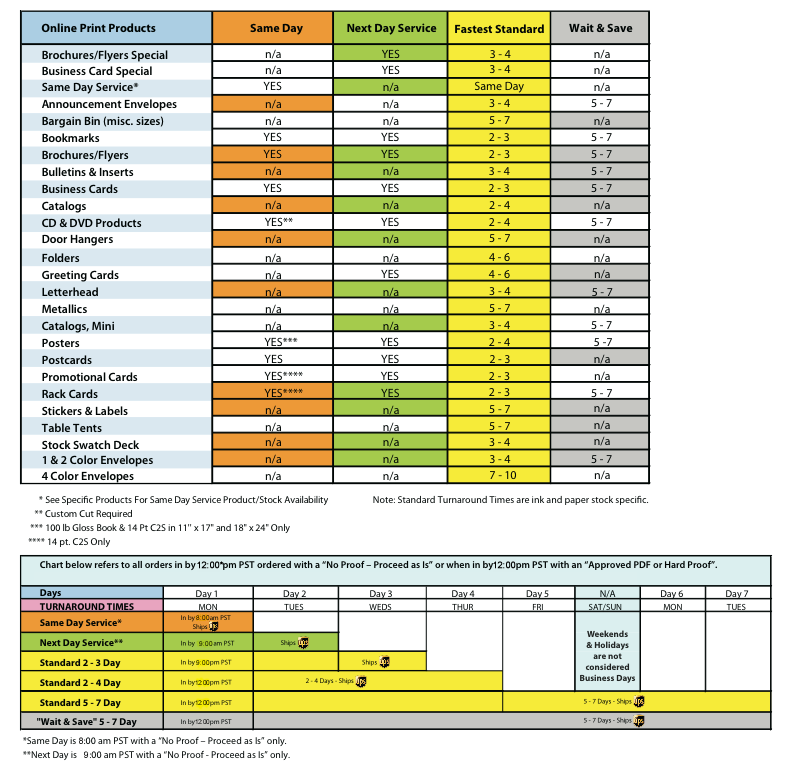 Online Print Products Same Day Next Day Service Fastest Standard Wait & Save
Brochures/Flyers Special n/a YES 3 - 4 n/a
Business Card Special n/a YES 3 - 4 n/a
Same Day Service* YES n/a Same Day n/a
Announcement Envelopes n/a n/a 3 - 4 5 - 7
Bargain Bin (misc. sizes) n/a n/a 5 - 7 n/a
Bookmarks YES YES 2 - 3 5 - 7
Brochures/Flyers YES YES 2 - 3 5 - 7
Bulletins & Inserts n/a n/a 3 - 4 5 - 7
Business Cards YES YES 2 - 3 5 - 7
Catalogs n/a n/a 2 - 4 n/a
CD & DVD Products YES** YES 2 - 4 5 - 7
Door Hangers n/a n/a 5 - 7 n/a
Folders n/a n/a 4 - 6 n/a
Greeting Cards n/a YES 4 - 6 n/a
Letterhead n/a n/a 3 - 4 5 - 7
Metallics n/a n/a 5 - 7 n/a
Catalogs, Mini n/a n/a 3 - 4 5 - 7
Posters YES*** YES 2 - 4 5 -7
Postcards YES YES 2 - 3 n/a
Promotional Cards YES**** YES 2 - 3 n/a
Rack Cards YES**** YES 2 - 3 5 - 7
Stickers & Labels n/a n/a 5 - 7 n/a
Table Tents n/a n/a 5 - 7 n/a
Stock Swatch Deck n/a n/a 3 - 4 n/a
1 & 2 Color Envelopes n/a n/a 3 - 4 5 - 7
4 Color Envelopes n/a n/a 7 - 10 n/a
* See Specific Products For Same Day Service Product/Stock Availability Note: Standard Turnaround Times are ink and paper stock specific.
** Custom Cut Required
*** 100 lb Gloss Book & 14 Pt C2S in 11" x 17" and 18" x 24" Only
**** 14 pt. C2S Only
Chart below refers to all orders in by 12:00*pm PST ordered with a “No Proof – Proceed as Is” or when in by12:00pm PST with an “Approved PDF or Hard Proof”.
Days Day 1 Day 2 Day 3 Day 4 Day 5 N/A Day 6 Day 7
TURNAROUND TIMES MON TUES WEDS THUR FRI SAT/SUN MON TUES
Same Day Service* In by 8:00am PST
Ships ups
Next Day Service** In by 9:00 am PST Ships ups
Weekends
& Holidays
are not
considered
Business Days
Standard 2 - 3 Day In by 9:00pm PST Ships ups
Standard 2 - 4 Day In by12:00pm PST 2 - 4 Days - Ships ups
Standard 5 - 7 Day In by12:00pm PST 5 - 7 Days - Ships ups
"Wait & Save" 5 - 7 Day In by12:00pm PST 5 - 7 Days - Ships ups
*Same Day is 8:00 am PST with a “No Proof – Proceed as Is” only.
**Next Day is 9:00 am PST with a “No Proof - Proceed as Is” only.